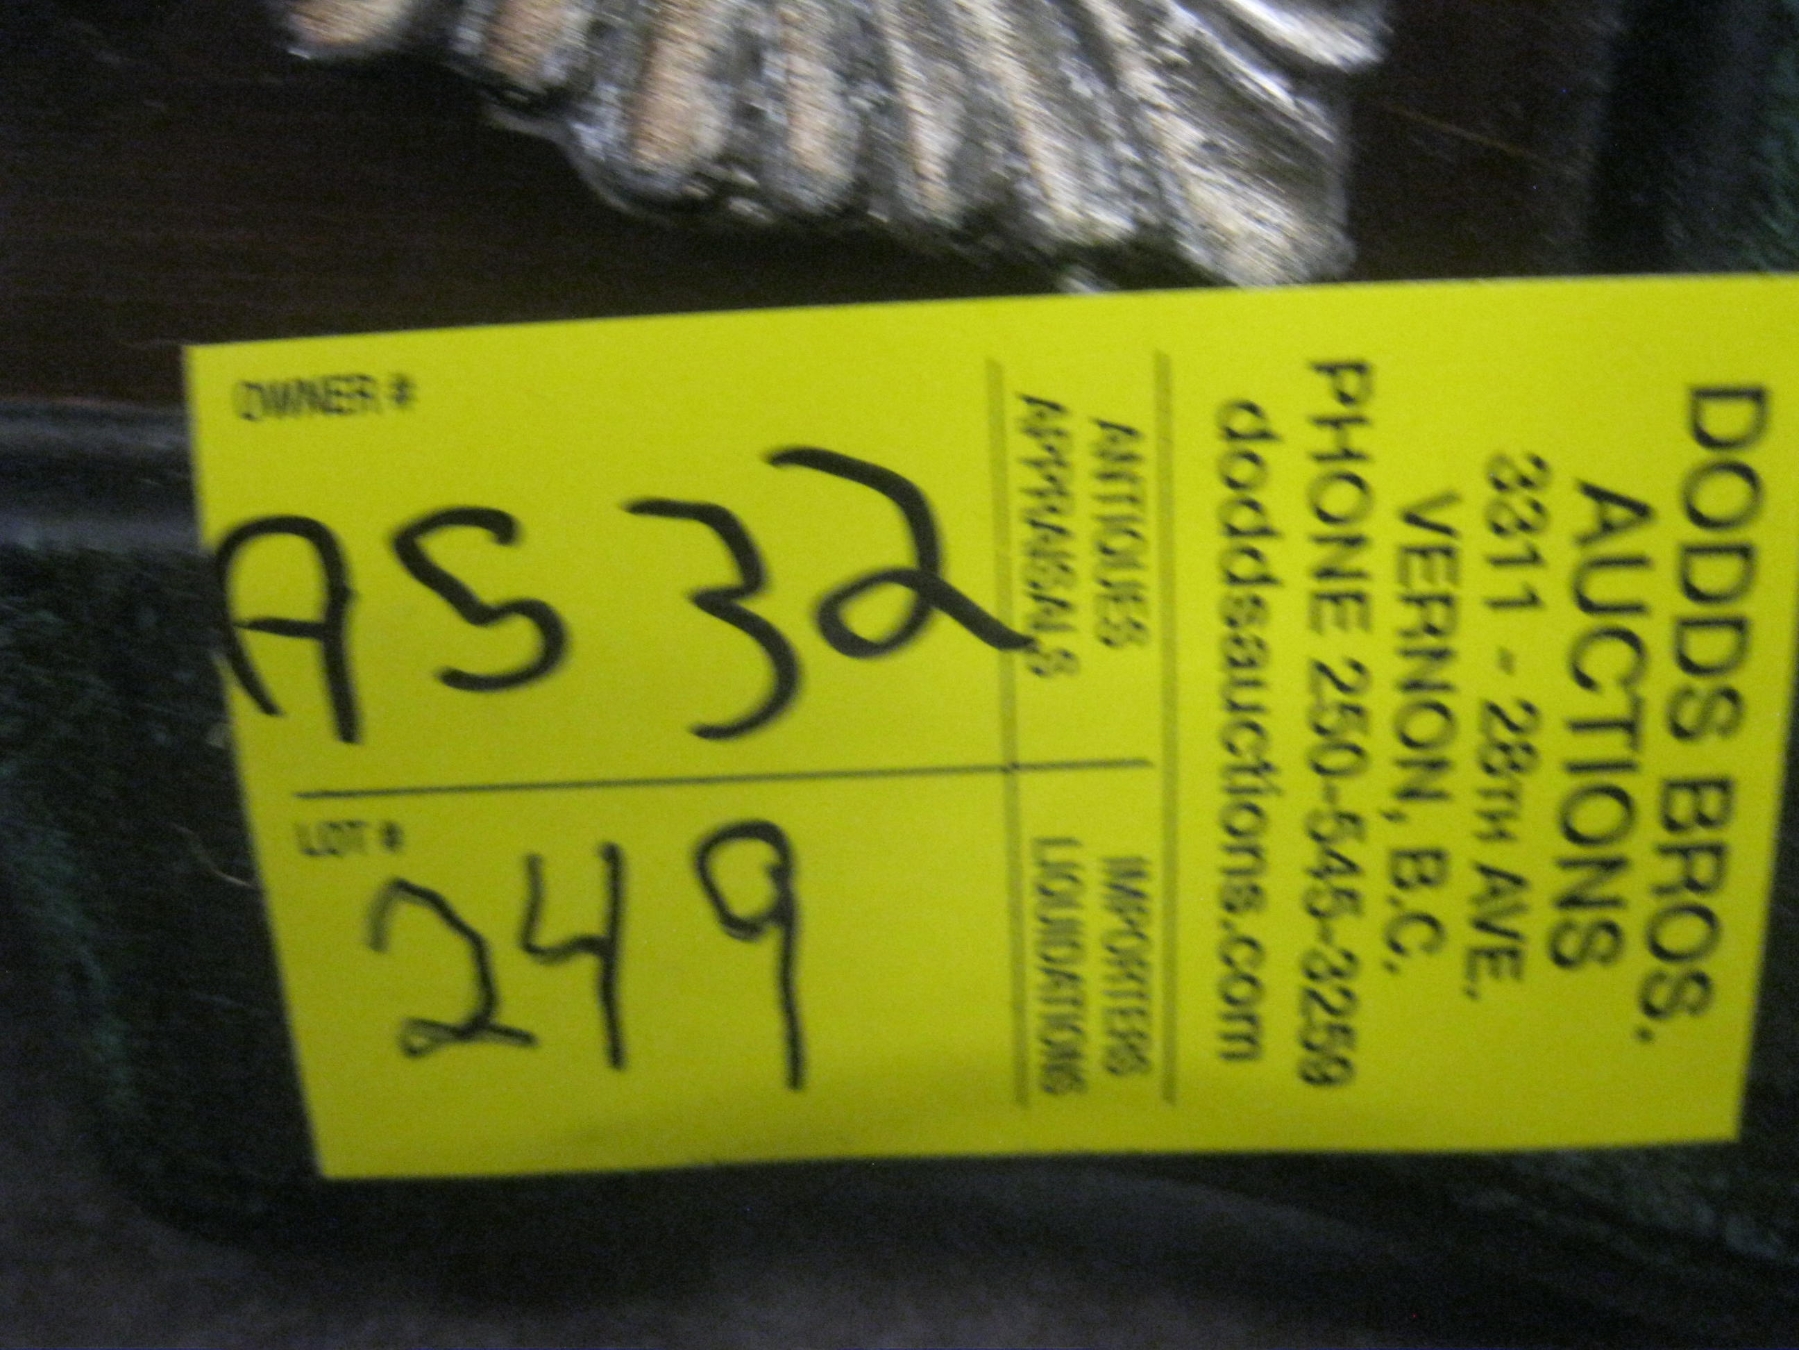 DODDS BROS.
AUCTIONS
3311 - 28TH AVE,
VERNON, B.C,
PHONE 250-545-3259
doddsauctions.com
ANTIQUES
APPRAISALS
IMPORTERS
LIQUIDATIONS
OWNER #
AS32
LOT #
249